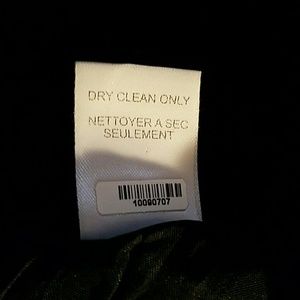 DRY CLEAN ONLY
NETTOYER A SEC
SEULEMENT
10090707